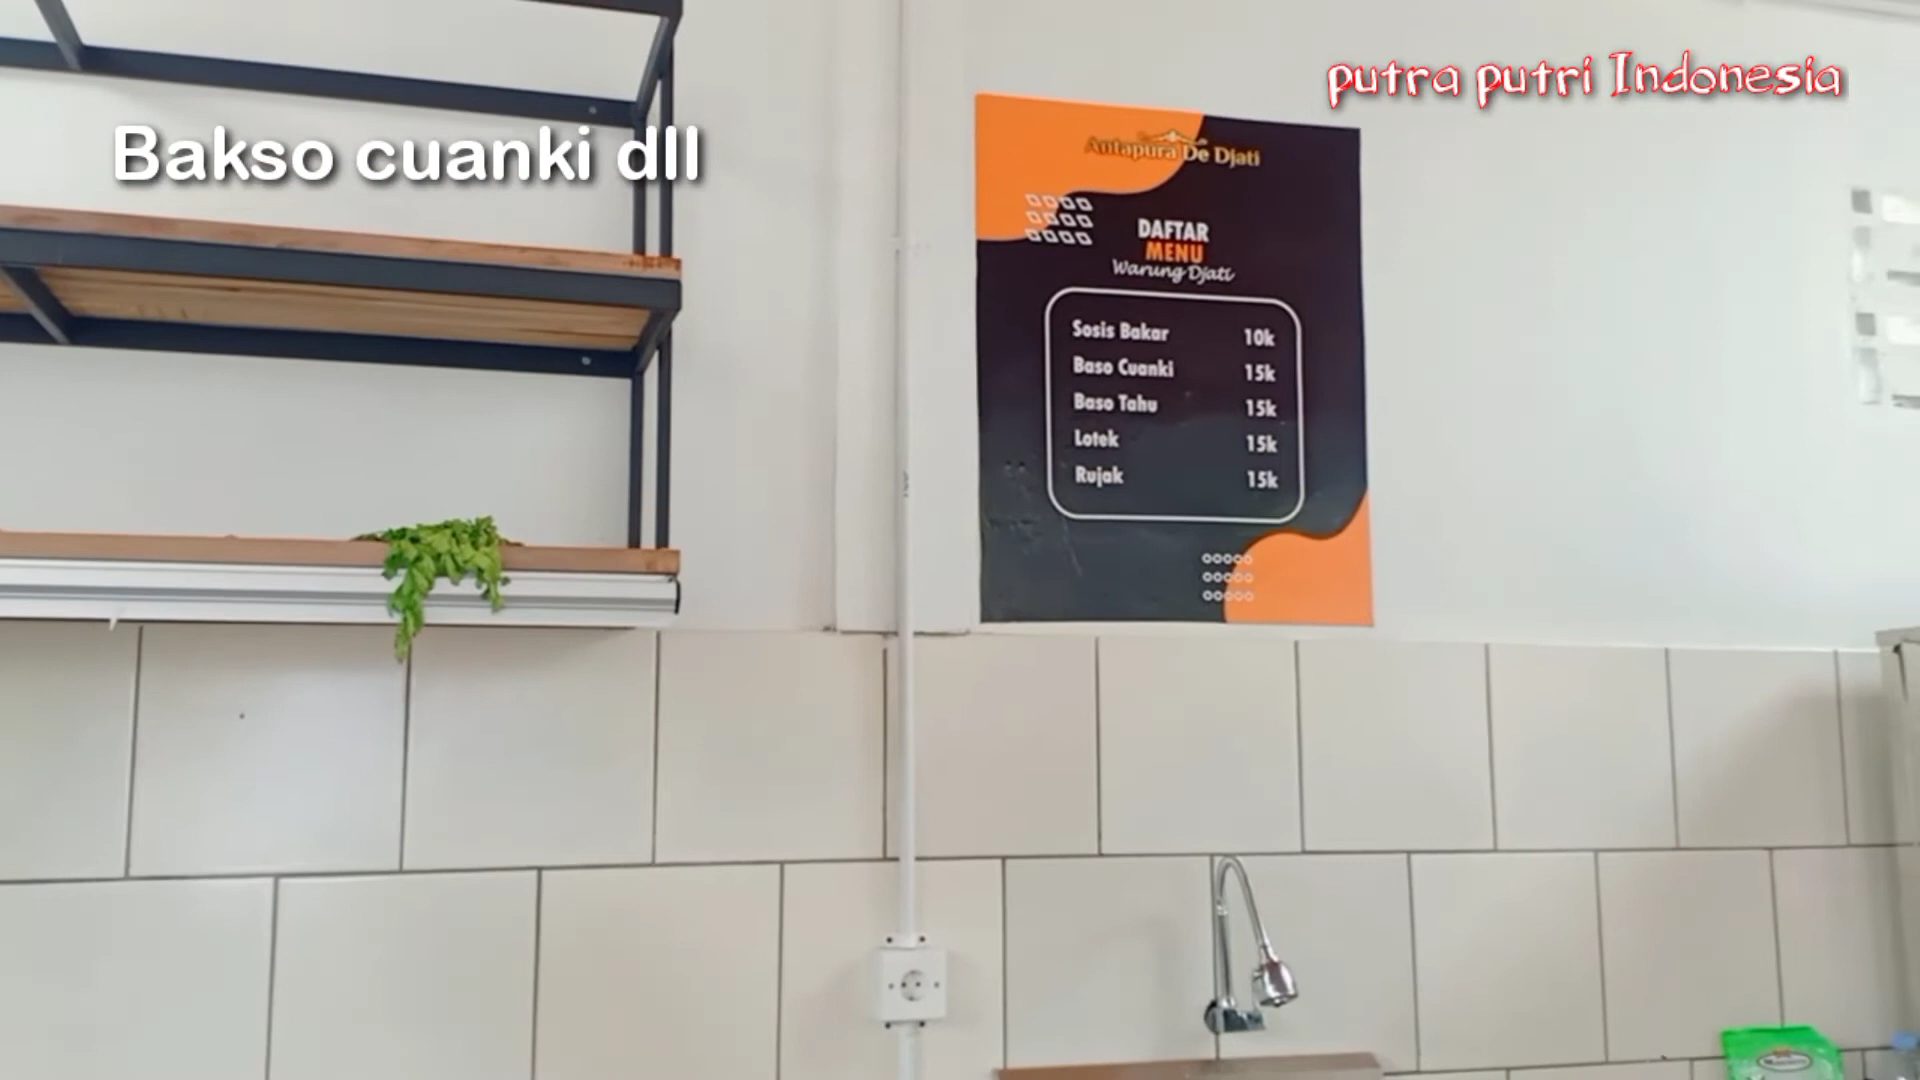 putra putri Indonesia
Bakso cuanki dll
Antapura De Djati
DAFTAR
MENU
Warung Djati
Sosis Bakar 10k
Baso Cuanki 15k
Baso Tahu 15k
Lotek 15k
Rujak 15k